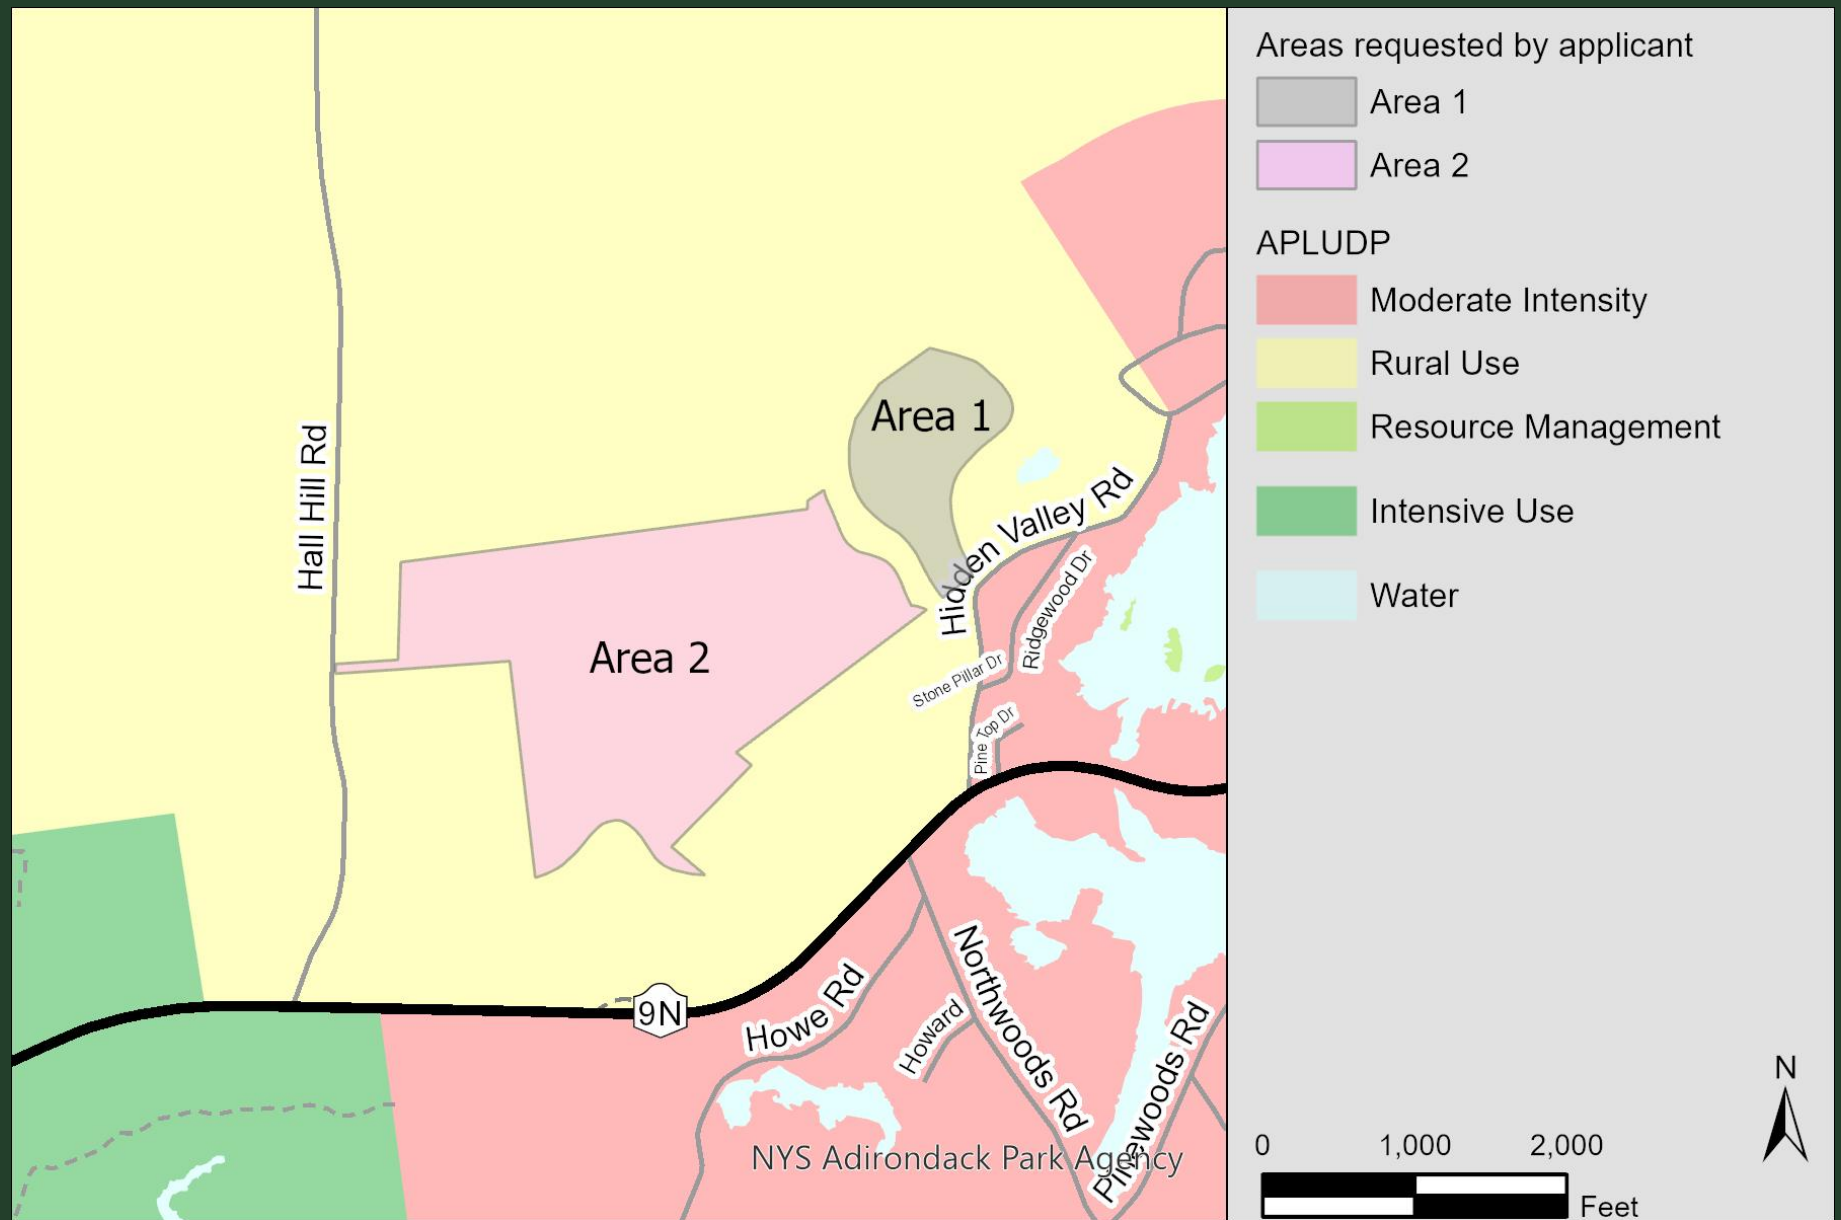 Area 1
Hall Hill Rd
Hidden Valley Rd
Ridgewood Dr
Area 2
Stone Pillar Dr
Pine Top Dr
9N
Howe Rd
Northwoods Rd
Howard
Pinewoods Rd
NYS Adirondack Park Agency
Areas requested by applicant
Area 1
Area 2
APLUDP
Moderate Intensity
Rural Use
Resource Management
Intensive Use
Water
N
0 1,000 2,000
Feet